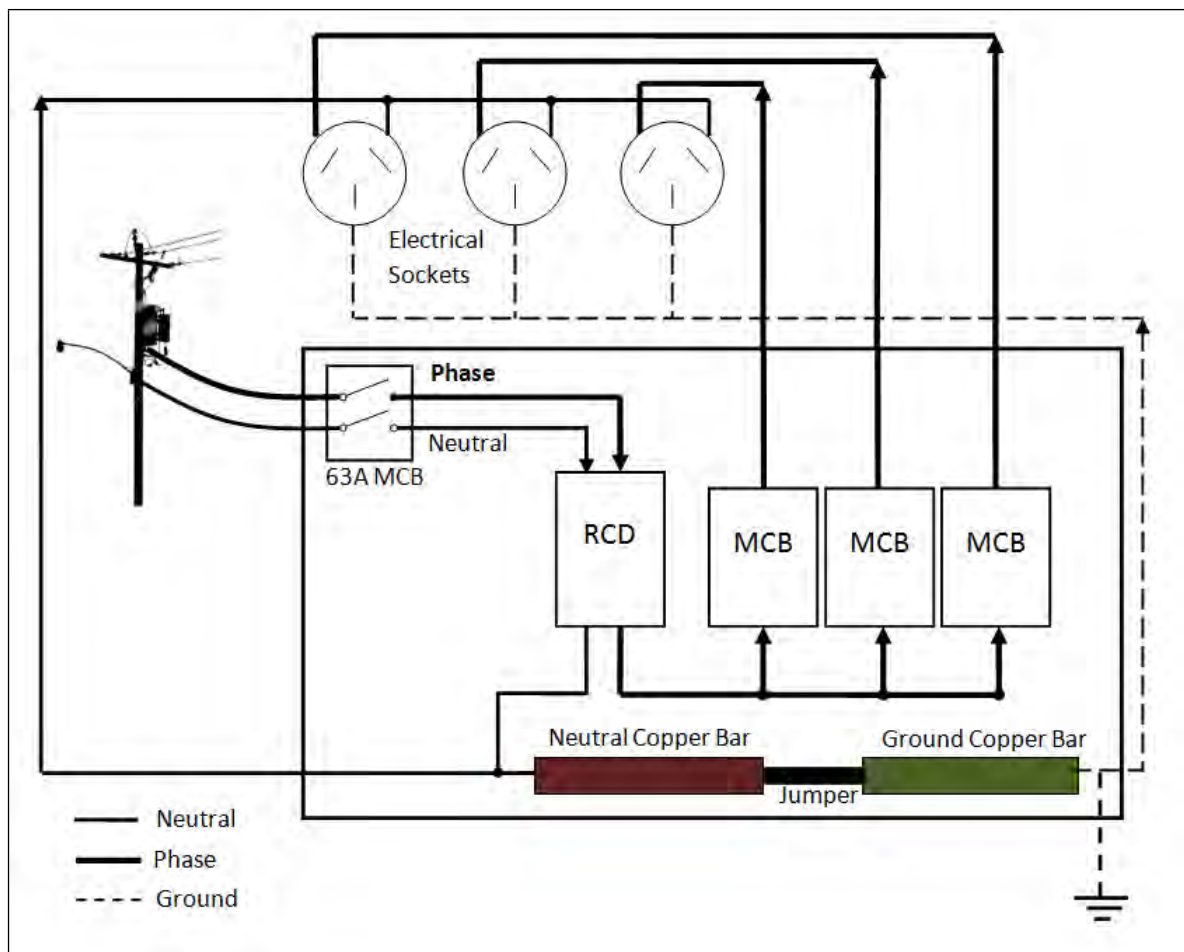 Electrical
Sockets
Phase
Neutral
63A MCB
RCD
MCB
MCB
MCB
Neutral Copper Bar
Ground Copper Bar
Jumper
Neutral
Phase
Ground